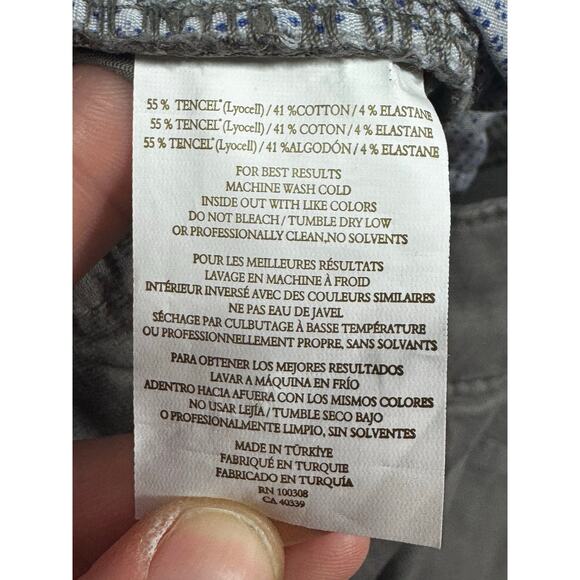 55 % TENCEL*(Lyocell) / 41 %COTTON / 4 % ELASTANE
55 % TENCEL*(Lyocell) / 41 % COTON / 4 % ELASTANE
55 % TENCEL*(Lyocell) / 41 %ALGODÓN / 4 % ELASTANE
FOR BEST RESULTS
MACHINE WASH COLD
INSIDE OUT WITH LIKE COLORS
DO NOT BLEACH / TUMBLE DRY LOW
OR PROFESSIONALLY CLEAN,NO SOLVENTS
POUR LES MEILLEURES RÉSULTATS
LAVAGE EN MACHINE À FROID
INTÉRIEUR INVERSÉ AVEC DES COULEURS SIMILAIRES
NE PAS EAU DE JAVEL
SÉCHAGE PAR CULBUTAGE À BASSE TEMPÉRATURE
OU PROFESSIONNELLEMENT PROPRE, SANS SOLVANTS
PARA OBTENER LOS MEJORES RESULTADOS
LAVAR A MÁQUINA EN FRÍO
ADENTRO HACIA AFUERA CON LOS MISMOS COLORES
NO USAR LEJÍA / TUMBLE SECO BAJO
O PROFESIONALMENTE LIMPIO, SIN SOLVENTES
MADE IN TÜRKİYE
FABRIQUÉ EN TURQUIE
FABRICADO EN TURQUÍA
RN 100308
CA 40339